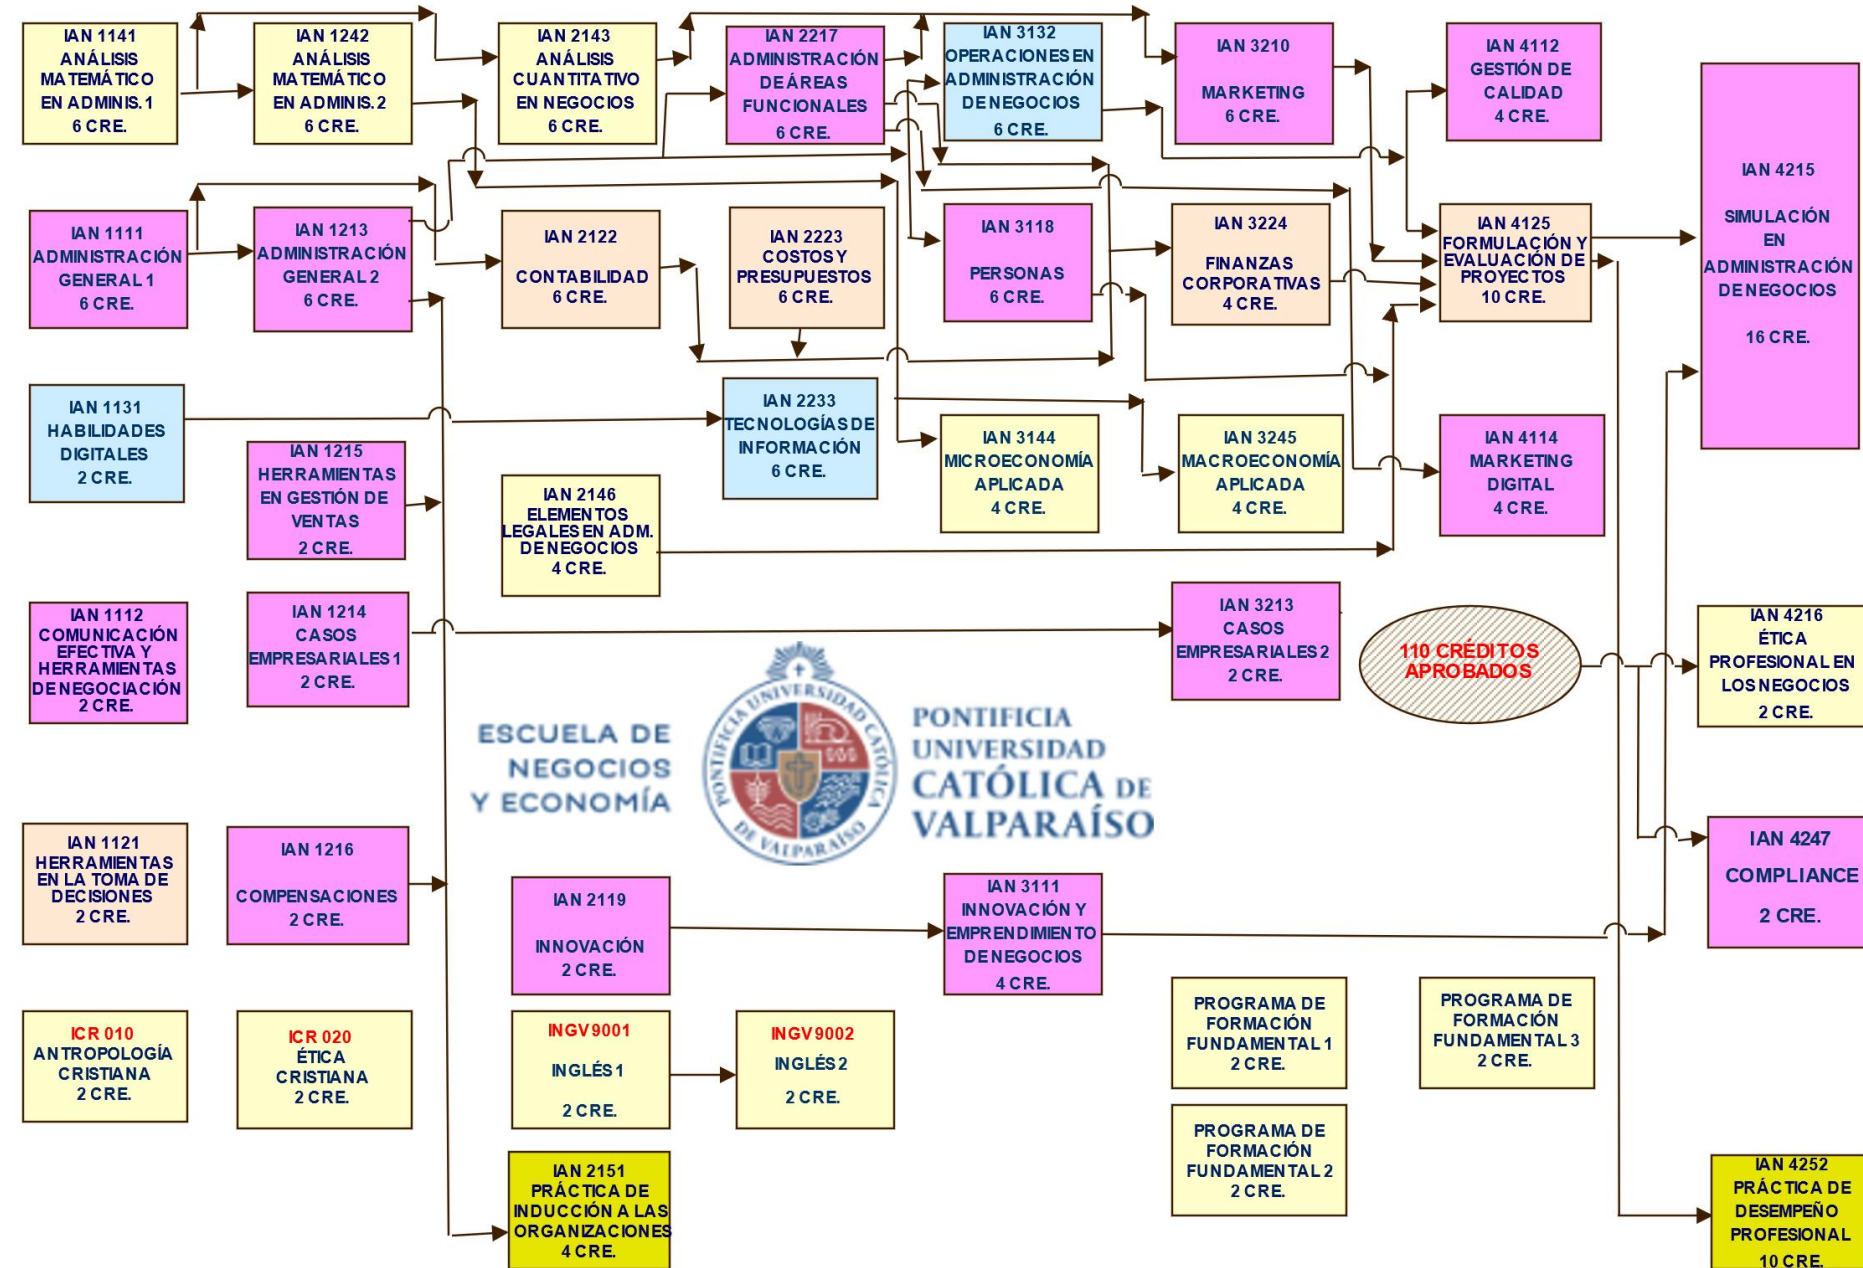 IAN 1141
ANÁLISIS
MATEMÁTICO
EN ADMINIS. 1
6 CRE.
IAN 1242
ANÁLISIS
MATEMÁTICO
EN ADMINIS. 2
6 CRE.
IAN 2143
ANÁLISIS
CUANTITATIVO
EN NEGOCIOS
6 CRE.
IAN 2217
ADMINISTRACIÓN
DE ÁREAS
FUNCIONALES
6 CRE.
IAN 3132
OPERACIONES EN
ADMINISTRACIÓN
DE NEGOCIOS
6 CRE.
IAN 3210
MARKETING
6 CRE.
IAN 4112
GESTIÓN DE
CALIDAD
4 CRE.
IAN 4215
SIMULACIÓN
EN
ADMINISTRACIÓN
DE NEGOCIOS
16 CRE.
IAN 1111
ADMINISTRACIÓN
GENERAL 1
6 CRE.
IAN 1213
ADMINISTRACIÓN
GENERAL 2
6 CRE.
IAN 2122
CONTABILIDAD
6 CRE.
IAN 2223
COSTOS Y
PRESUPUESTOS
6 CRE.
IAN 3118
PERSONAS
6 CRE.
IAN 3224
FINANZAS
CORPORATIVAS
4 CRE.
IAN 4125
FORMULACIÓN Y
EVALUACIÓN DE
PROYECTOS
10 CRE.
IAN 1131
HABILIDADES
DIGITALES
2 CRE.
IAN 1215
HERRAMIENTAS
EN GESTIÓN DE
VENTAS
2 CRE.
IAN 2146
ELEMENTOS
LEGALES EN ADM.
DE NEGOCIOS
4 CRE.
IAN 2233
TECNOLOGÍAS DE
INFORMACIÓN
6 CRE.
IAN 3144
MICROECONOMÍA
APLICADA
4 CRE.
IAN 3245
MACROECONOMÍA
APLICADA
4 CRE.
IAN 4114
MARKETING
DIGITAL
4 CRE.
IAN 1112
COMUNICACIÓN
EFECTIVA Y
HERRAMIENTAS
DE NEGOCIACIÓN
2 CRE.
IAN 1214
CASOS
EMPRESARIALES 1
2 CRE.
IAN 3213
CASOS
EMPRESARIALES 2
2 CRE.
110 CRÉDITOS
APROBADOS
IAN 4216
ÉTICA
PROFESIONAL EN
LOS NEGOCIOS
2 CRE.
ESCUELA DE
NEGOCIOS
Y ECONOMÍA
PONTIFICIA UNIVERSIDAD CATÓLICA
DE VALPARAÍSO
PONTIFICIA
UNIVERSIDAD
CATÓLICA DE
VALPARAÍSO
IAN 1121
HERRAMIENTAS
EN LA TOMA DE
DECISIONES
2 CRE.
IAN 1216
COMPENSACIONES
2 CRE.
IAN 2119
INNOVACIÓN
2 CRE.
IAN 3111
INNOVACIÓN Y
EMPRENDIMIENTO
DE NEGOCIOS
4 CRE.
IAN 4247
COMPLIANCE
2 CRE.
ICR 010
ANTROPOLOGÍA
CRISTIANA
2 CRE.
ICR 020
ÉTICA
CRISTIANA
2 CRE.
INGV9001
INGLÉS 1
2 CRE.
INGV9002
INGLÉS 2
2 CRE.
PROGRAMA DE
FORMACIÓN
FUNDAMENTAL 1
2 CRE.
PROGRAMA DE
FORMACIÓN
FUNDAMENTAL 3
2 CRE.
PROGRAMA DE
FORMACIÓN
FUNDAMENTAL 2
2 CRE.
IAN 2151
PRÁCTICA DE
INDUCCIÓN A LAS
ORGANIZACIONES
4 CRE.
IAN 4252
PRÁCTICA DE
DESEMPEÑO
PROFESIONAL
10 CRE.